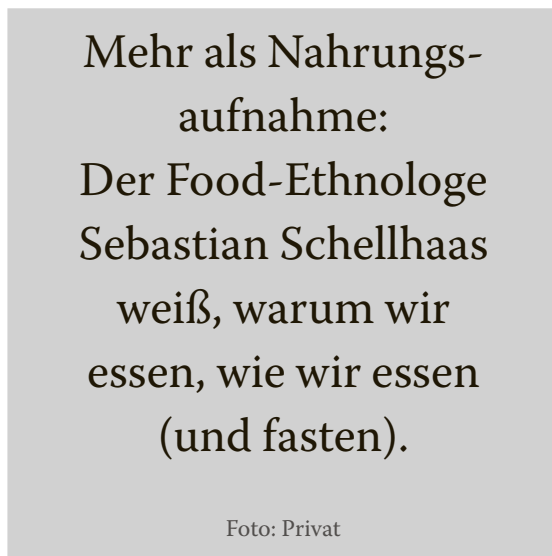 Mehr als Nahrungs-
aufnahme:
Der Food-Ethnologe
Sebastian Schellhaas
weiß, warum wir
essen, wie wir essen
(und fasten).
Foto: Privat